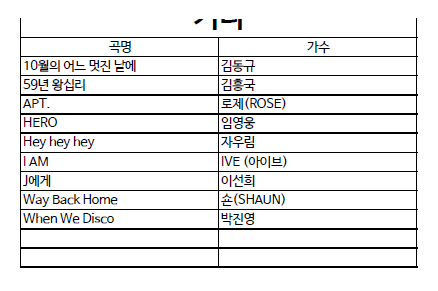 곡명 가수
10월의 어느 멋진 날에 김동규
59년 왕십리 김흥국
APT. 로제(ROSE)
HERO 임영웅
Hey hey hey 자우림
I AM IVE (아이브)
J에게 이선희
Way Back Home 숀(SHAUN)
When We Disco 박진영